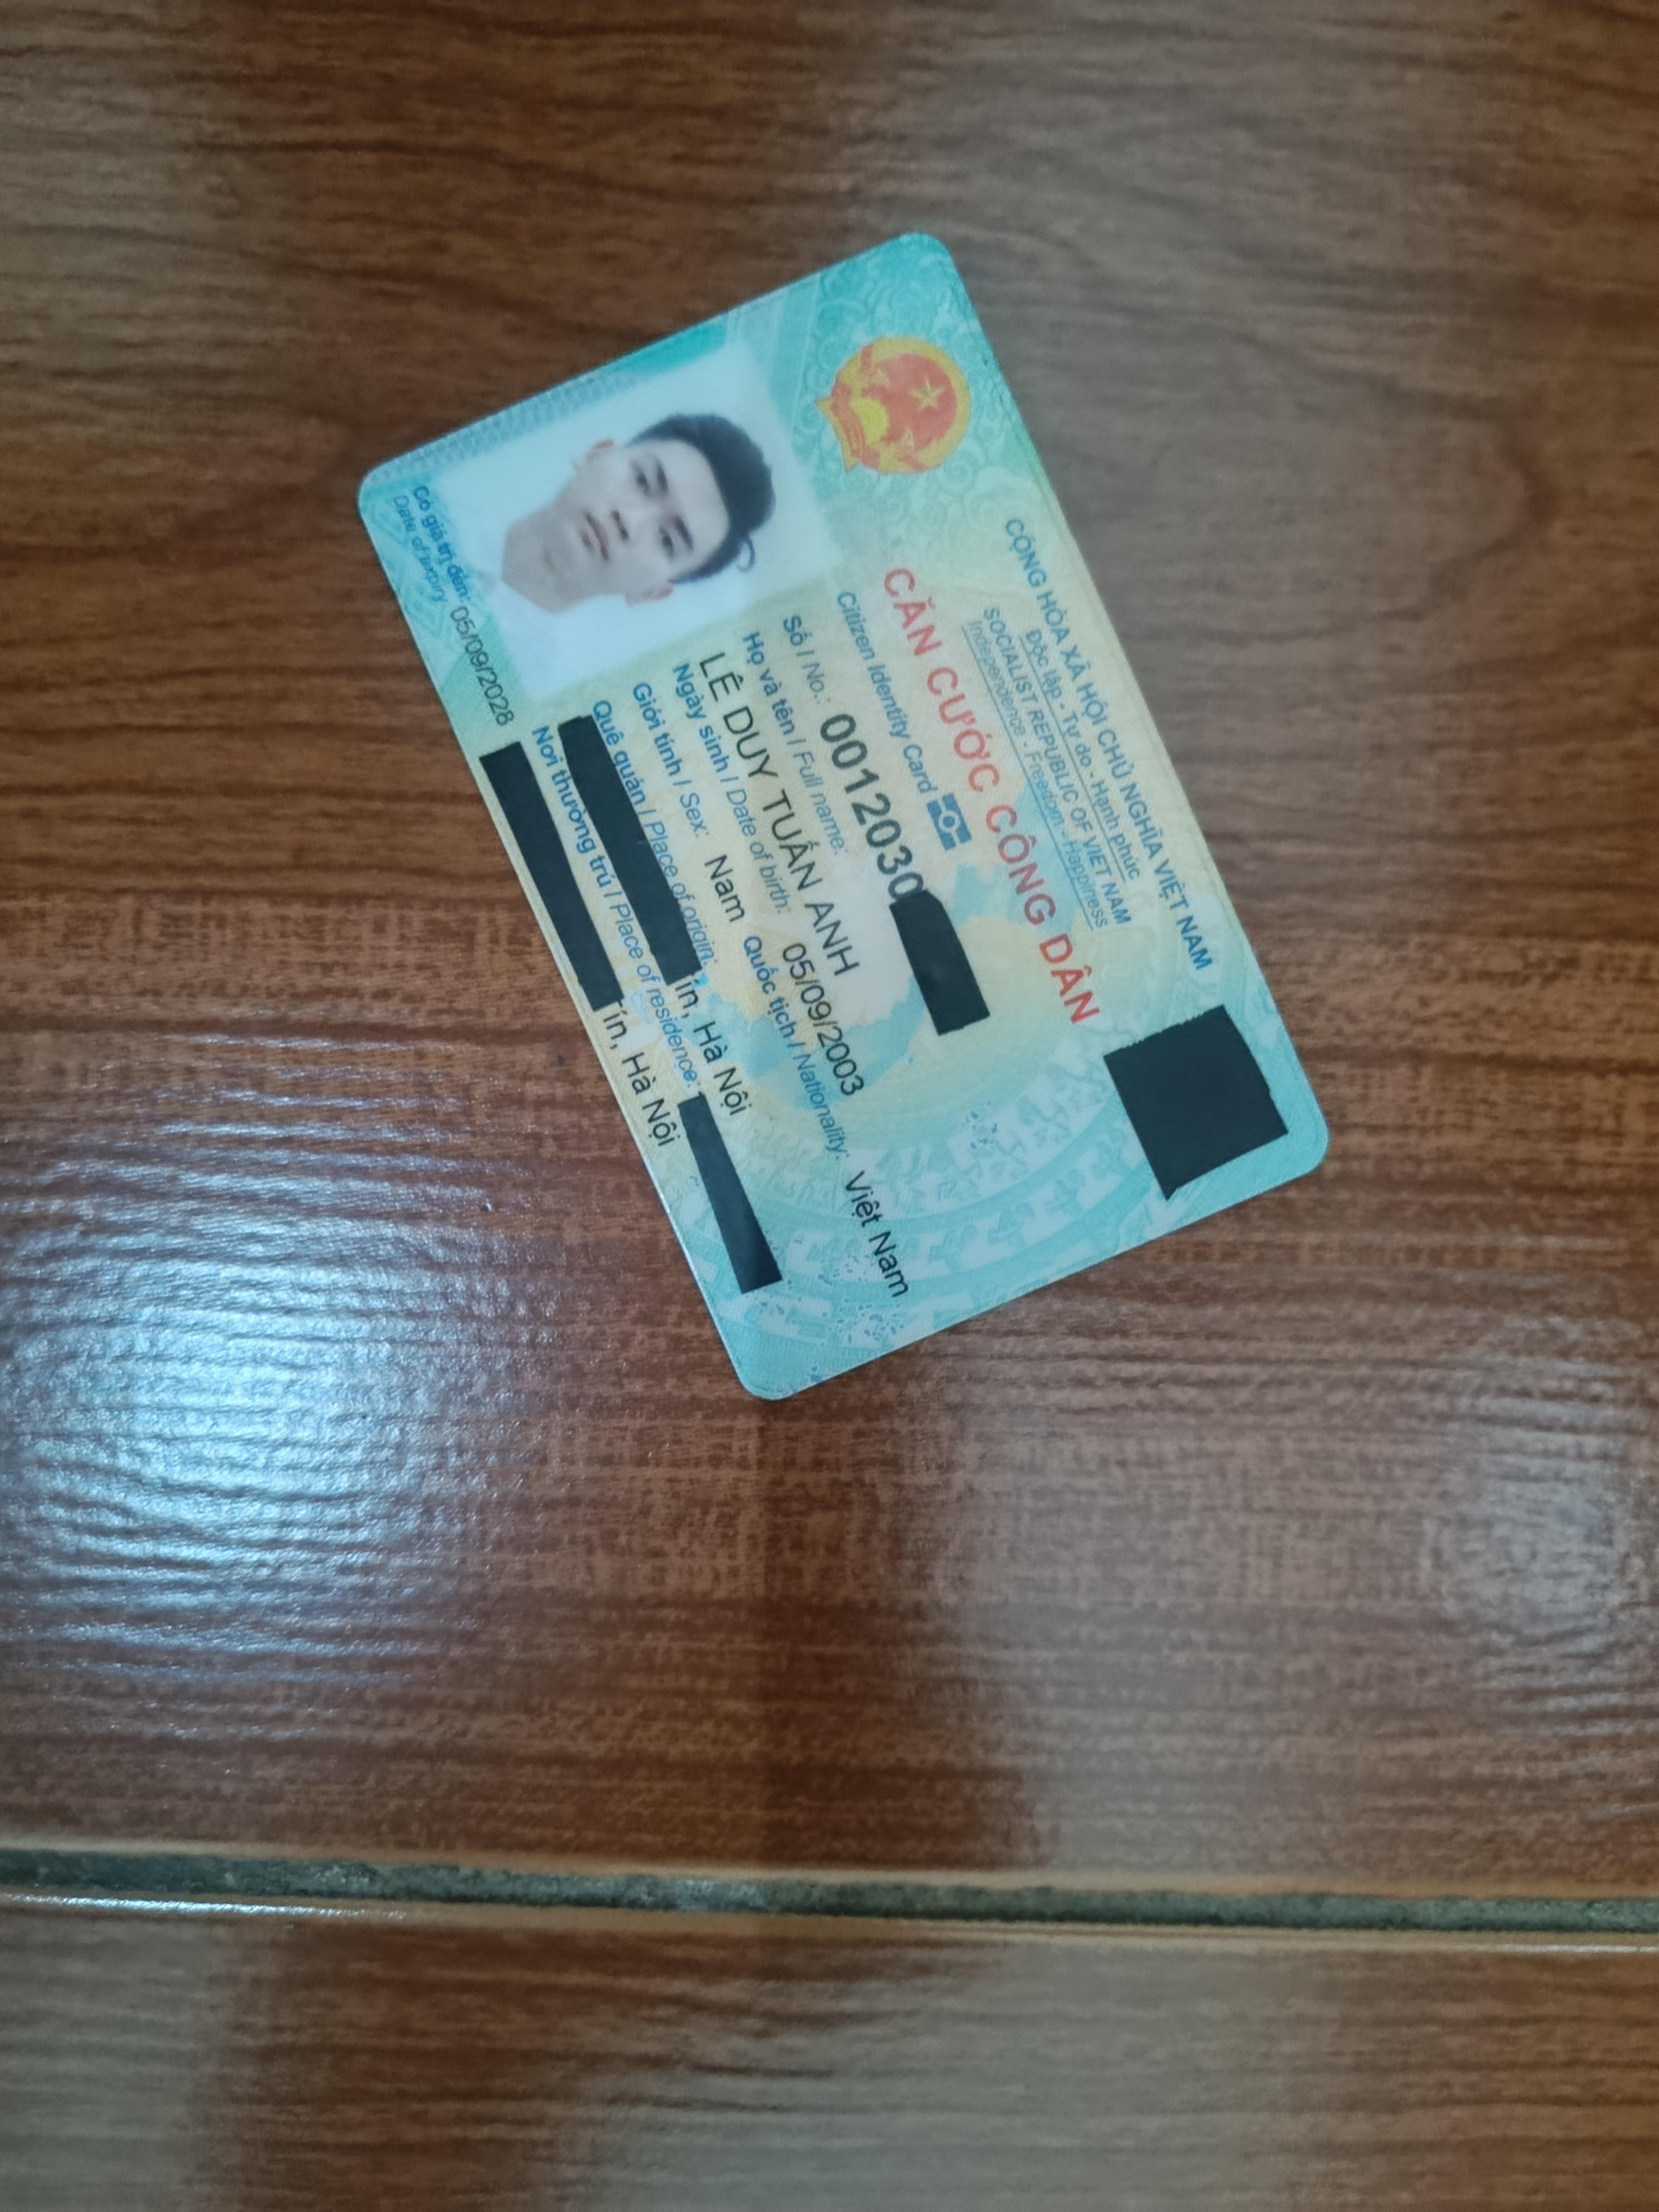 CỘNG HÒA XÃ HỘI CHỦ NGHĨA VIỆT NAM
Độc lập - Tự do - Hạnh phúc
SOCIALIST REPUBLIC OF VIET NAM
Independence - Freedom - Happiness
CĂN CƯỚC CÔNG DÂN
Citizen Identity Card
Số / No.: 0012030
Họ và tên / Full name:
LÊ DUY TUẤN ANH
Ngày sinh / Date of birth: 05/09/2003
Giới tính / Sex: Nam Quốc tịch / Nationality: Việt Nam
Quê quán / Place of origin:
ín, Hà Nội
Nơi thường trú / Place of residence:
ín, Hà Nội
Có giá trị đến: 05/09/2028
Date of expiry